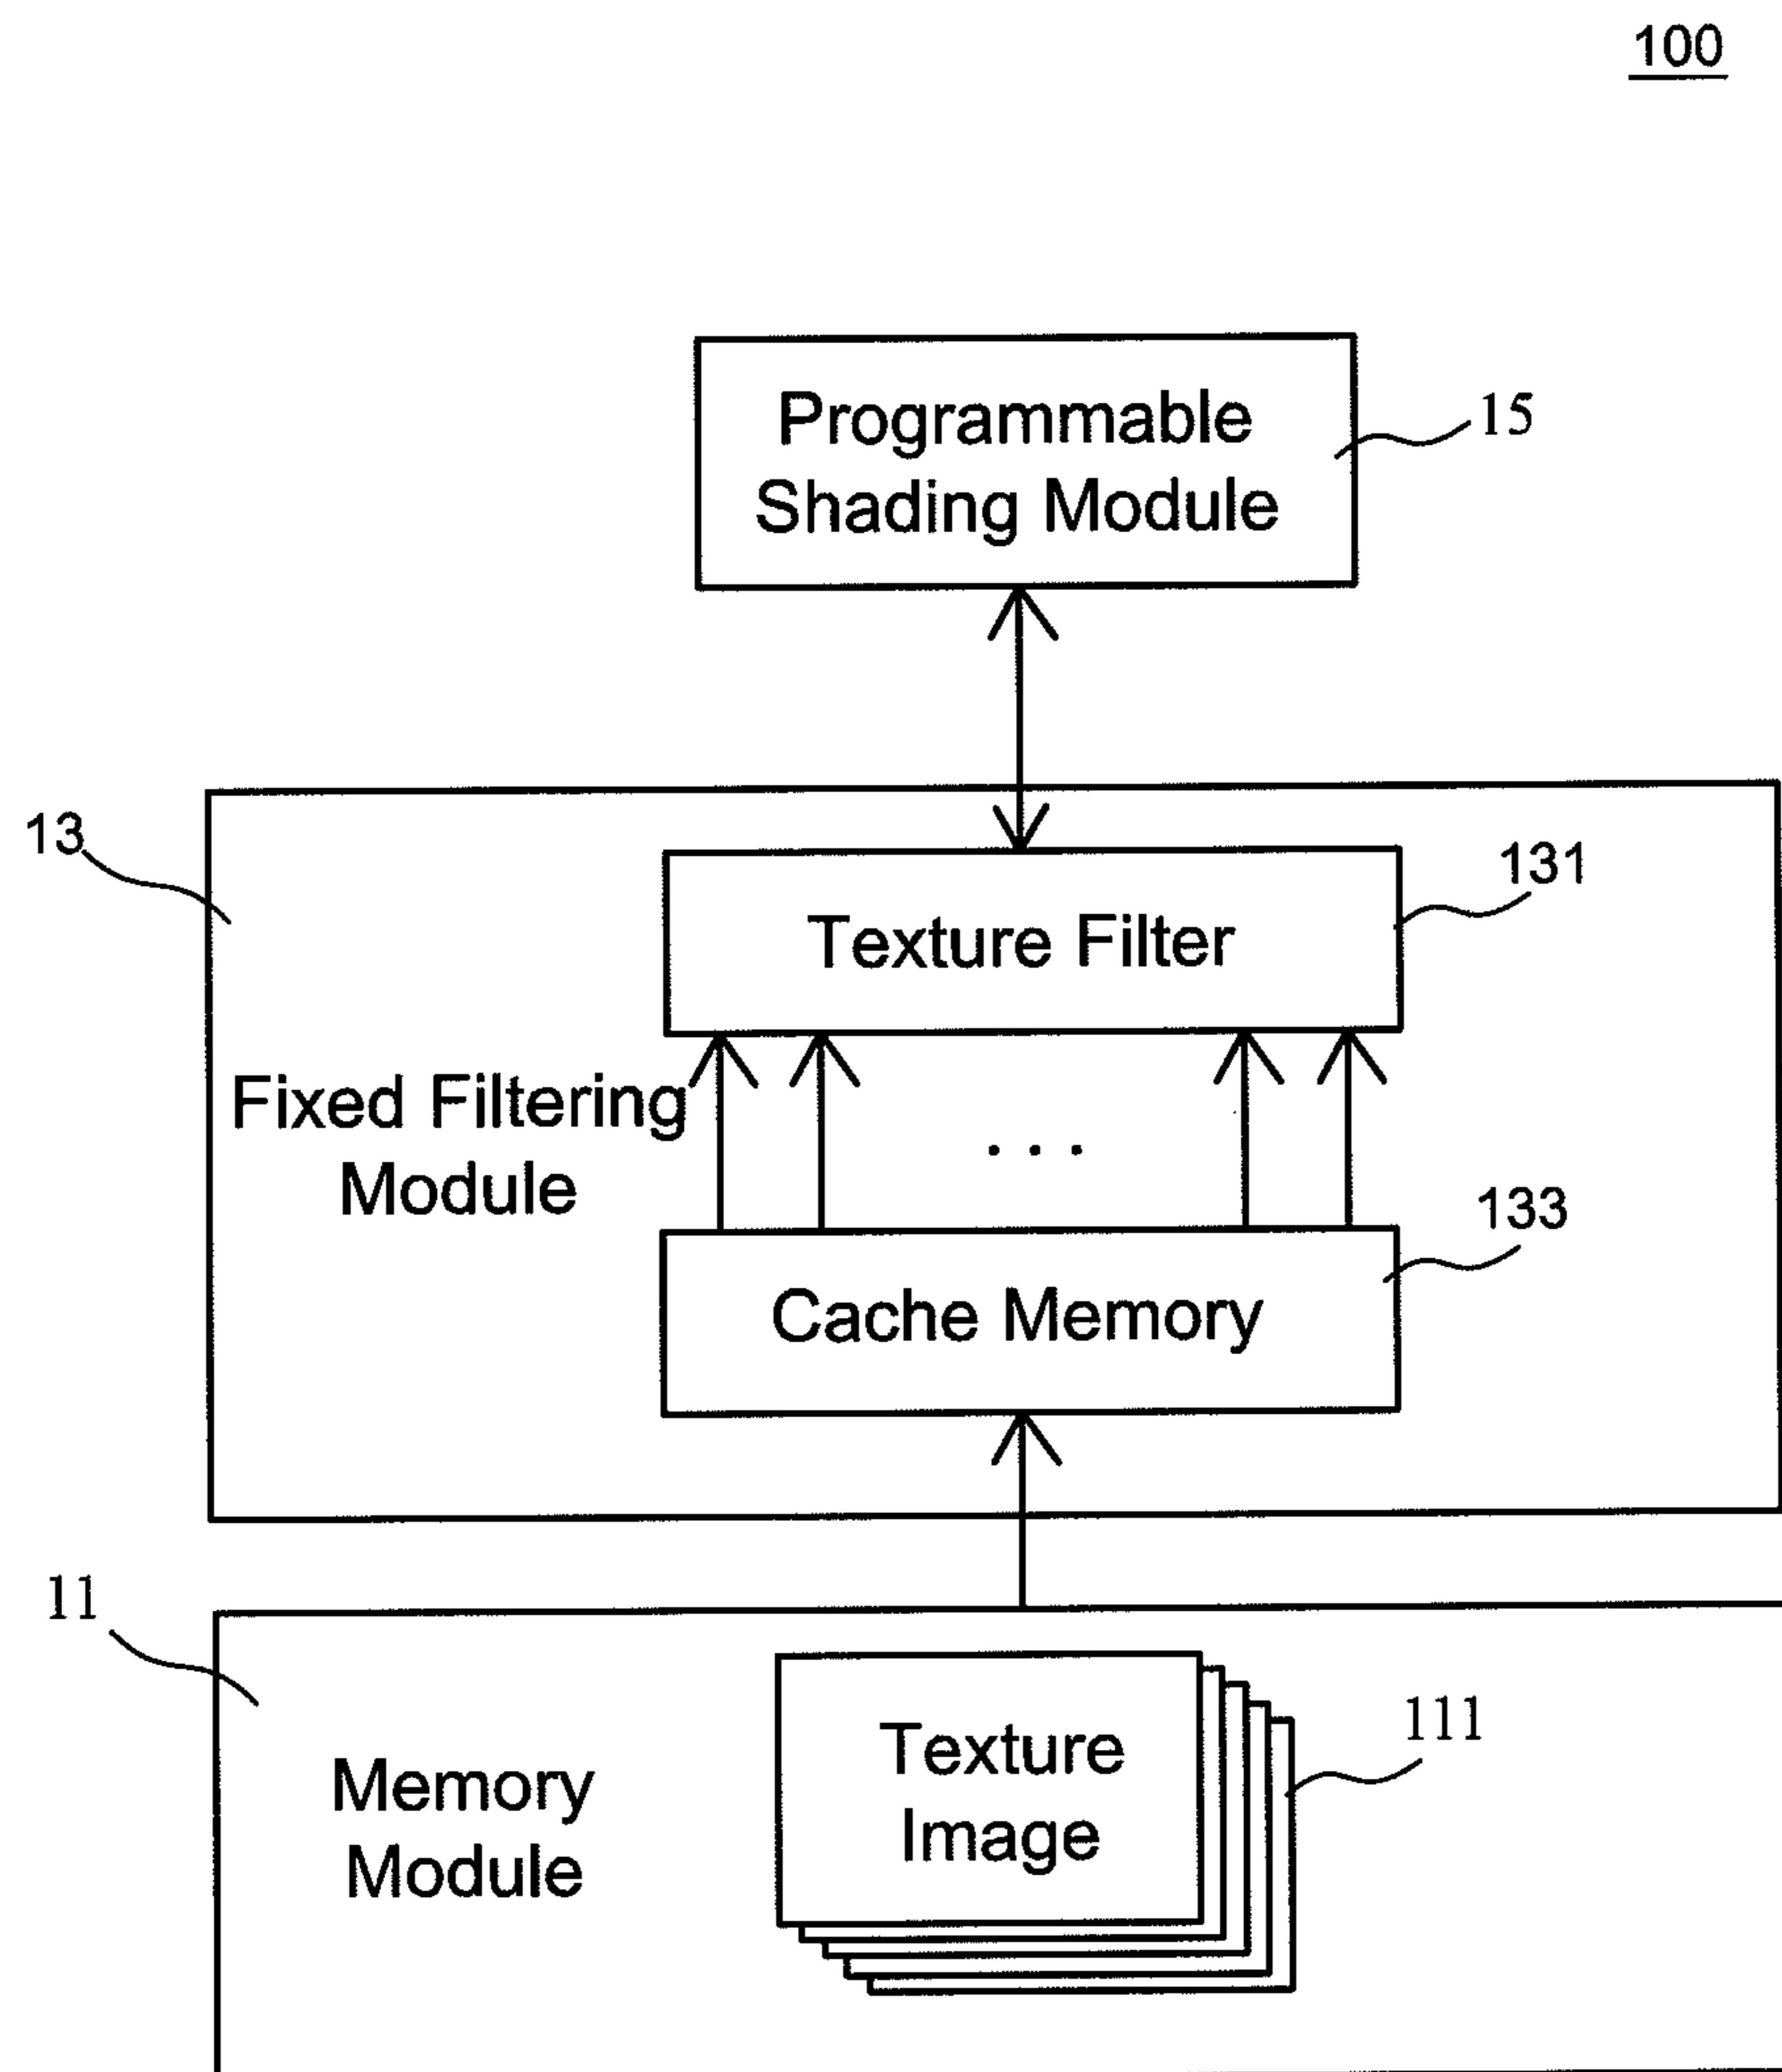 100
Programmable
Shading Module
15
13
131
Texture Filter
Fixed Filtering
Module
...
133
Cache Memory
11
111
Texture
Image
Memory
Module